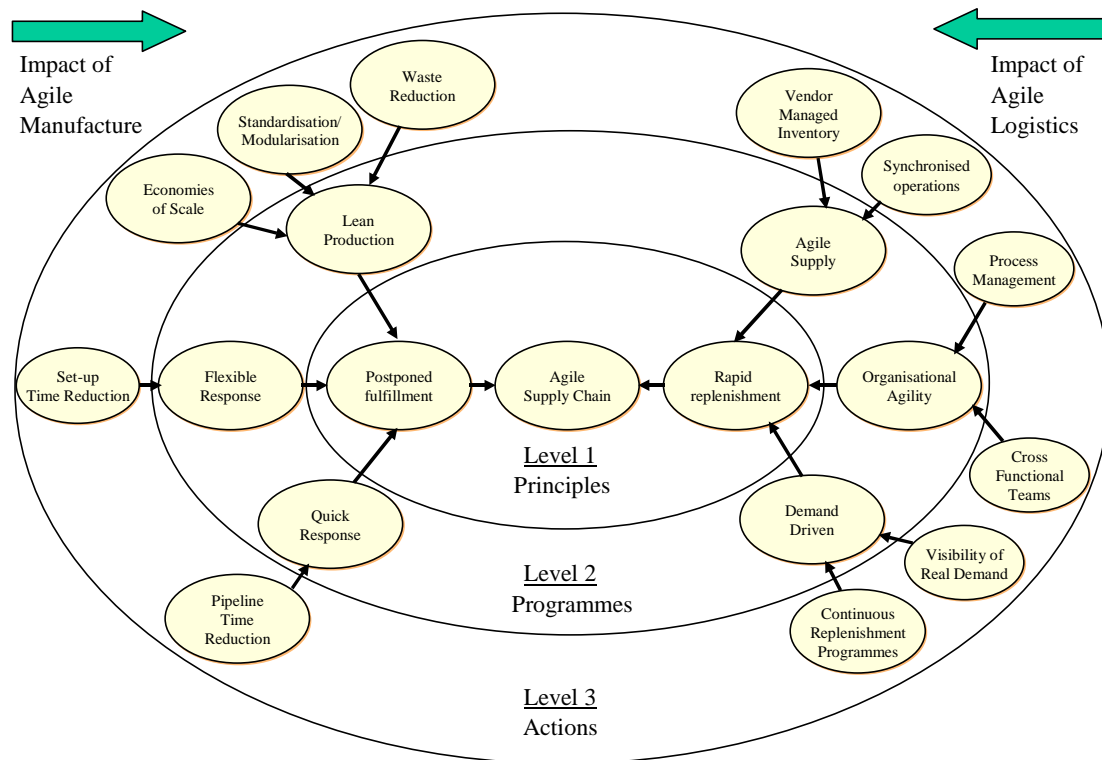 Impact of
Agile
Manufacture
Impact of
Agile
Logistics
Waste
Reduction
Standardisation/
Modularisation
Economies
of Scale
Lean
Production
Vendor
Managed
Inventory
Synchronised
operations
Agile
Supply
Process
Management
Set-up
Time Reduction
Flexible
Response
Postponed
fulfillment
Agile
Supply Chain
Rapid
replenishment
Organisational
Agility
Level 1
Principles
Cross
Functional
Teams
Quick
Response
Demand
Driven
Visibility of
Real Demand
Level 2
Programmes
Pipeline
Time
Reduction
Continuous
Replenishment
Programmes
Level 3
Actions